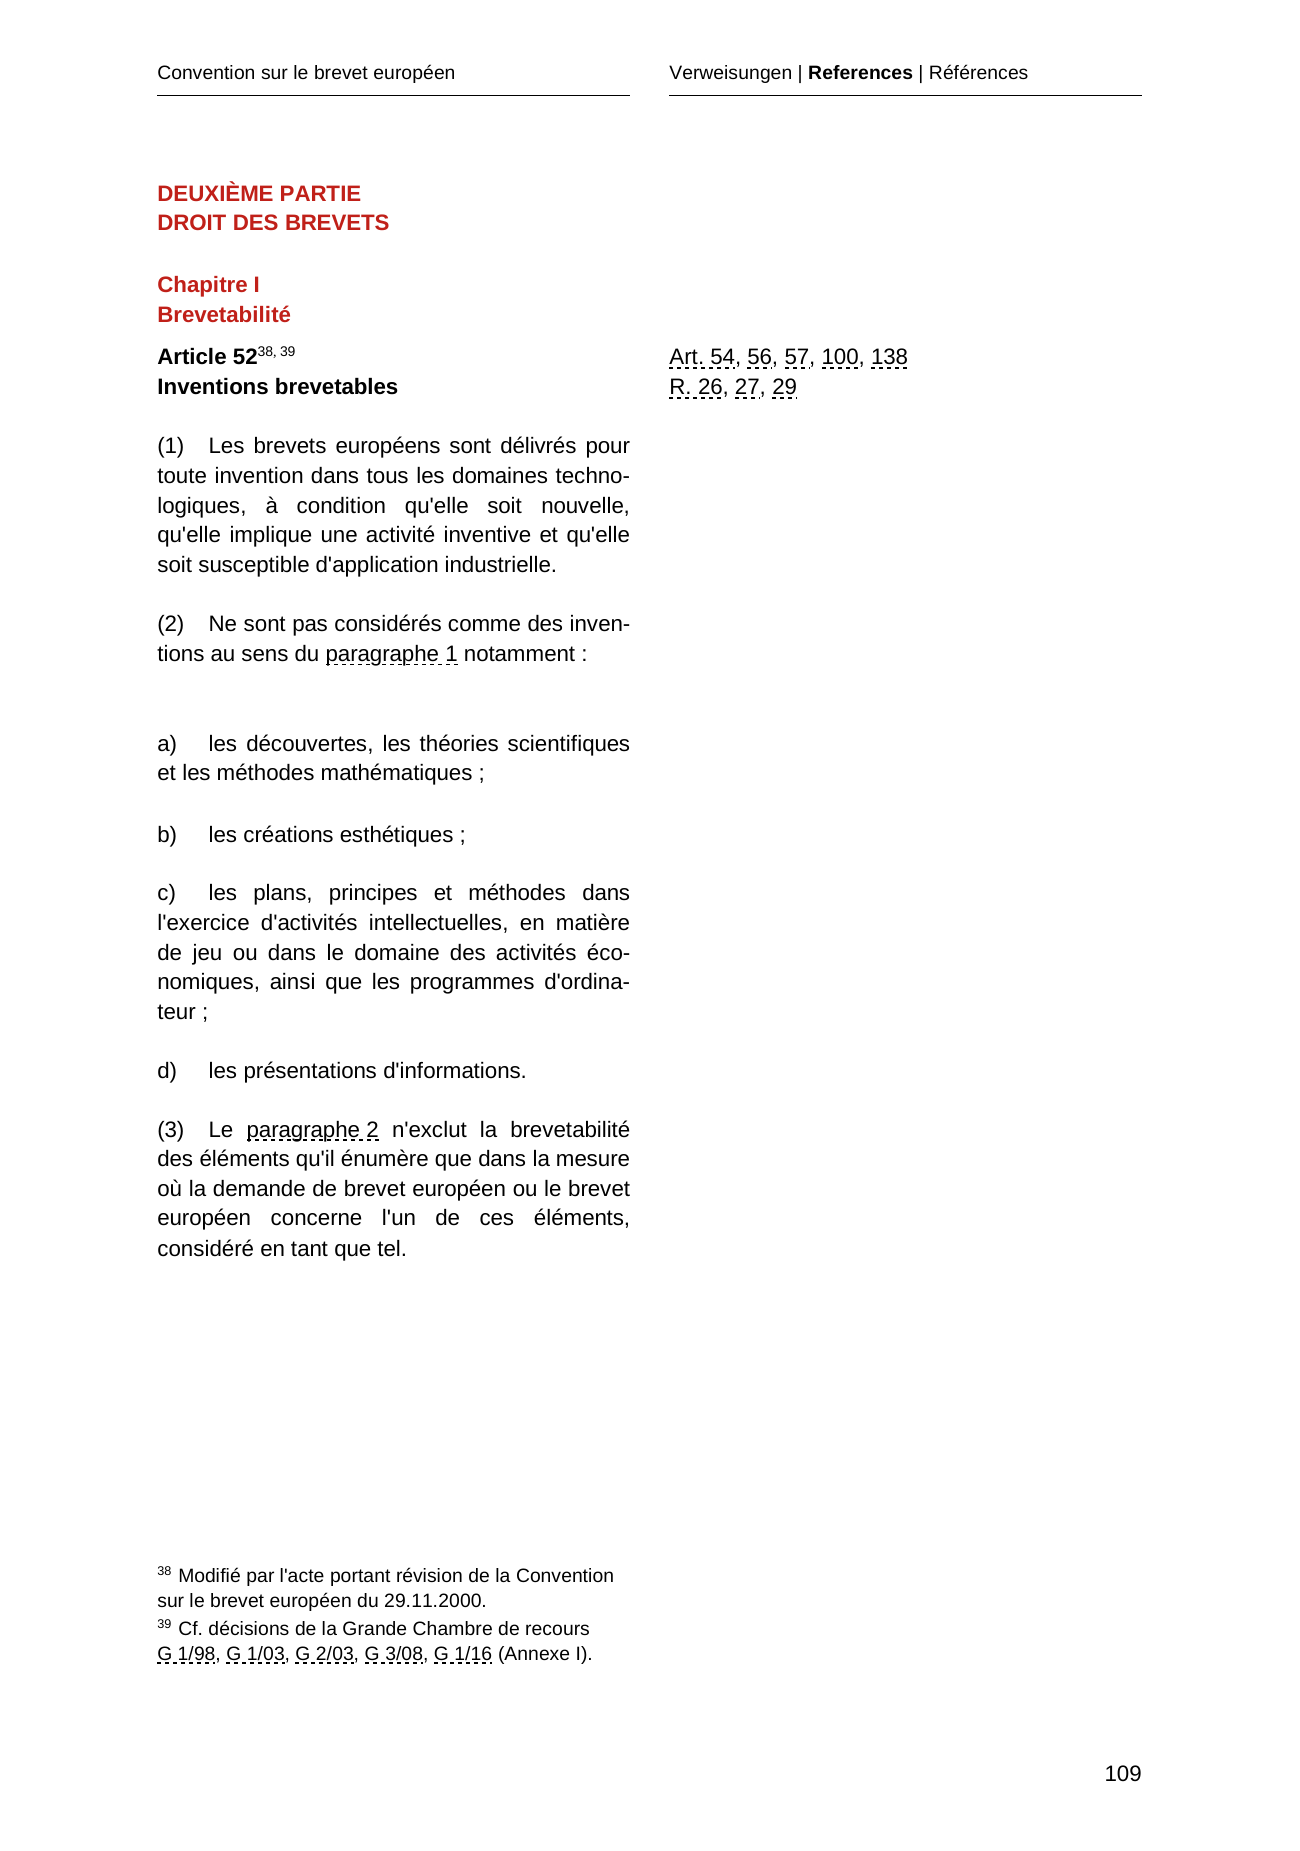 Convention sur le brevet européen
Verweisungen | References | Références
DEUXIÈME PARTIE
DROIT DES BREVETS
Chapitre I
Brevetabilité
Article 5238, 39
Inventions brevetables
Art. 54, 56, 57, 100, 138
R. 26, 27, 29
(1) Les brevets européens sont délivrés pour
toute invention dans tous les domaines techno-
logiques, à condition qu'elle soit nouvelle,
qu'elle implique une activité inventive et qu'elle
soit susceptible d'application industrielle.
(2) Ne sont pas considérés comme des inven-
tions au sens du paragraphe 1 notamment :
a) les découvertes, les théories scientifiques
et les méthodes mathématiques ;
b) les créations esthétiques ;
c) les plans, principes et méthodes dans
l'exercice d'activités intellectuelles, en matière
de jeu ou dans le domaine des activités éco-
nomiques, ainsi que les programmes d'ordina-
teur ;
d) les présentations d'informations.
(3) Le paragraphe 2 n'exclut la brevetabilité
des éléments qu'il énumère que dans la mesure
où la demande de brevet européen ou le brevet
européen concerne l'un de ces éléments,
considéré en tant que tel.
38 Modifié par l'acte portant révision de la Convention
sur le brevet européen du 29.11.2000.
39 Cf. décisions de la Grande Chambre de recours
G 1/98, G 1/03, G 2/03, G 3/08, G 1/16 (Annexe I).
109